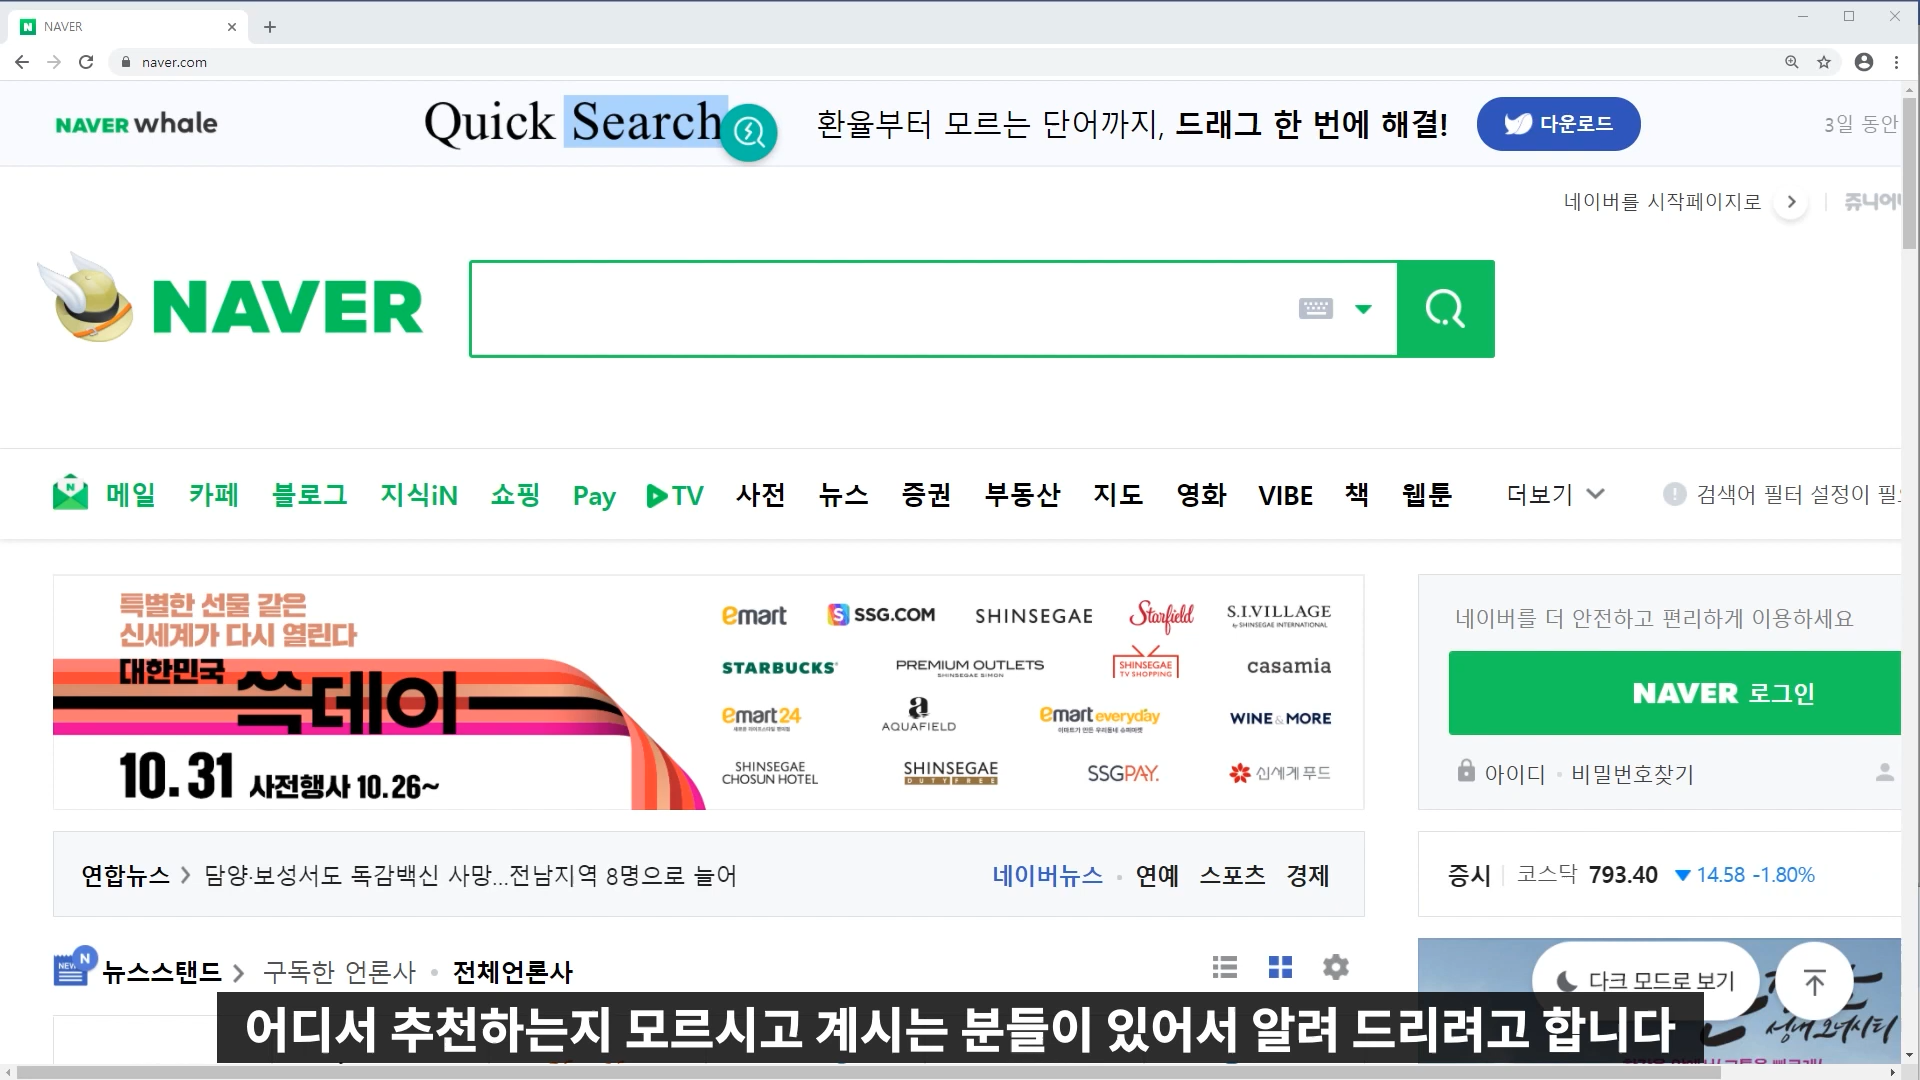 NAVER
naver.com
NAVER whale
Quick Search
환율부터 모르는 단어까지, 드래그 한 번에 해결!
다운로드
3일 동안
네이버를 시작페이지로
쥬니어
NAVER
메일 카페 블로그 지식iN 쇼핑 Pay TV 사전 뉴스 증권 부동산 지도 영화 VIBE 책 웹툰 더보기
검색어 필터 설정이
특별한 선물 같은
신세계가 다시 열린다
대한민국
쓱데이
10.31 사전행사 10.26~
emart SSG.COM SHINSEGAE Starfield S.I.VILLAGE
by SHINSEGAE INTERNATIONAL
STARBUCKS PREMIUM OUTLETS SHINSEGAE casamia
SHINSEGAE SIMON TV SHOPPING
emart24 a emart everyday WINE & MORE
AQUAFIELD
SHINSEGAE SHINSEGAE SSGPAY. 신세계 푸드
CHOSUN HOTEL DUTY FREE
네이버를 더 안전하고 편리하게 이용하세요
NAVER 로그인
아이디 · 비밀번호찾기
연합뉴스 > 담양·보성서도 독감백신 사망...전남지역 8명으로 늘어
네이버뉴스 · 연예 스포츠 경제
증시 코스닥 793.40 ▼ 14.58 -1.80%
NEW N 뉴스스탠드 > 구독한 언론사 · 전체언론사
다크 모드로 보기
어디서 추천하는지 모르시고 계시는 분들이 있어서 알려 드리려고 합니다